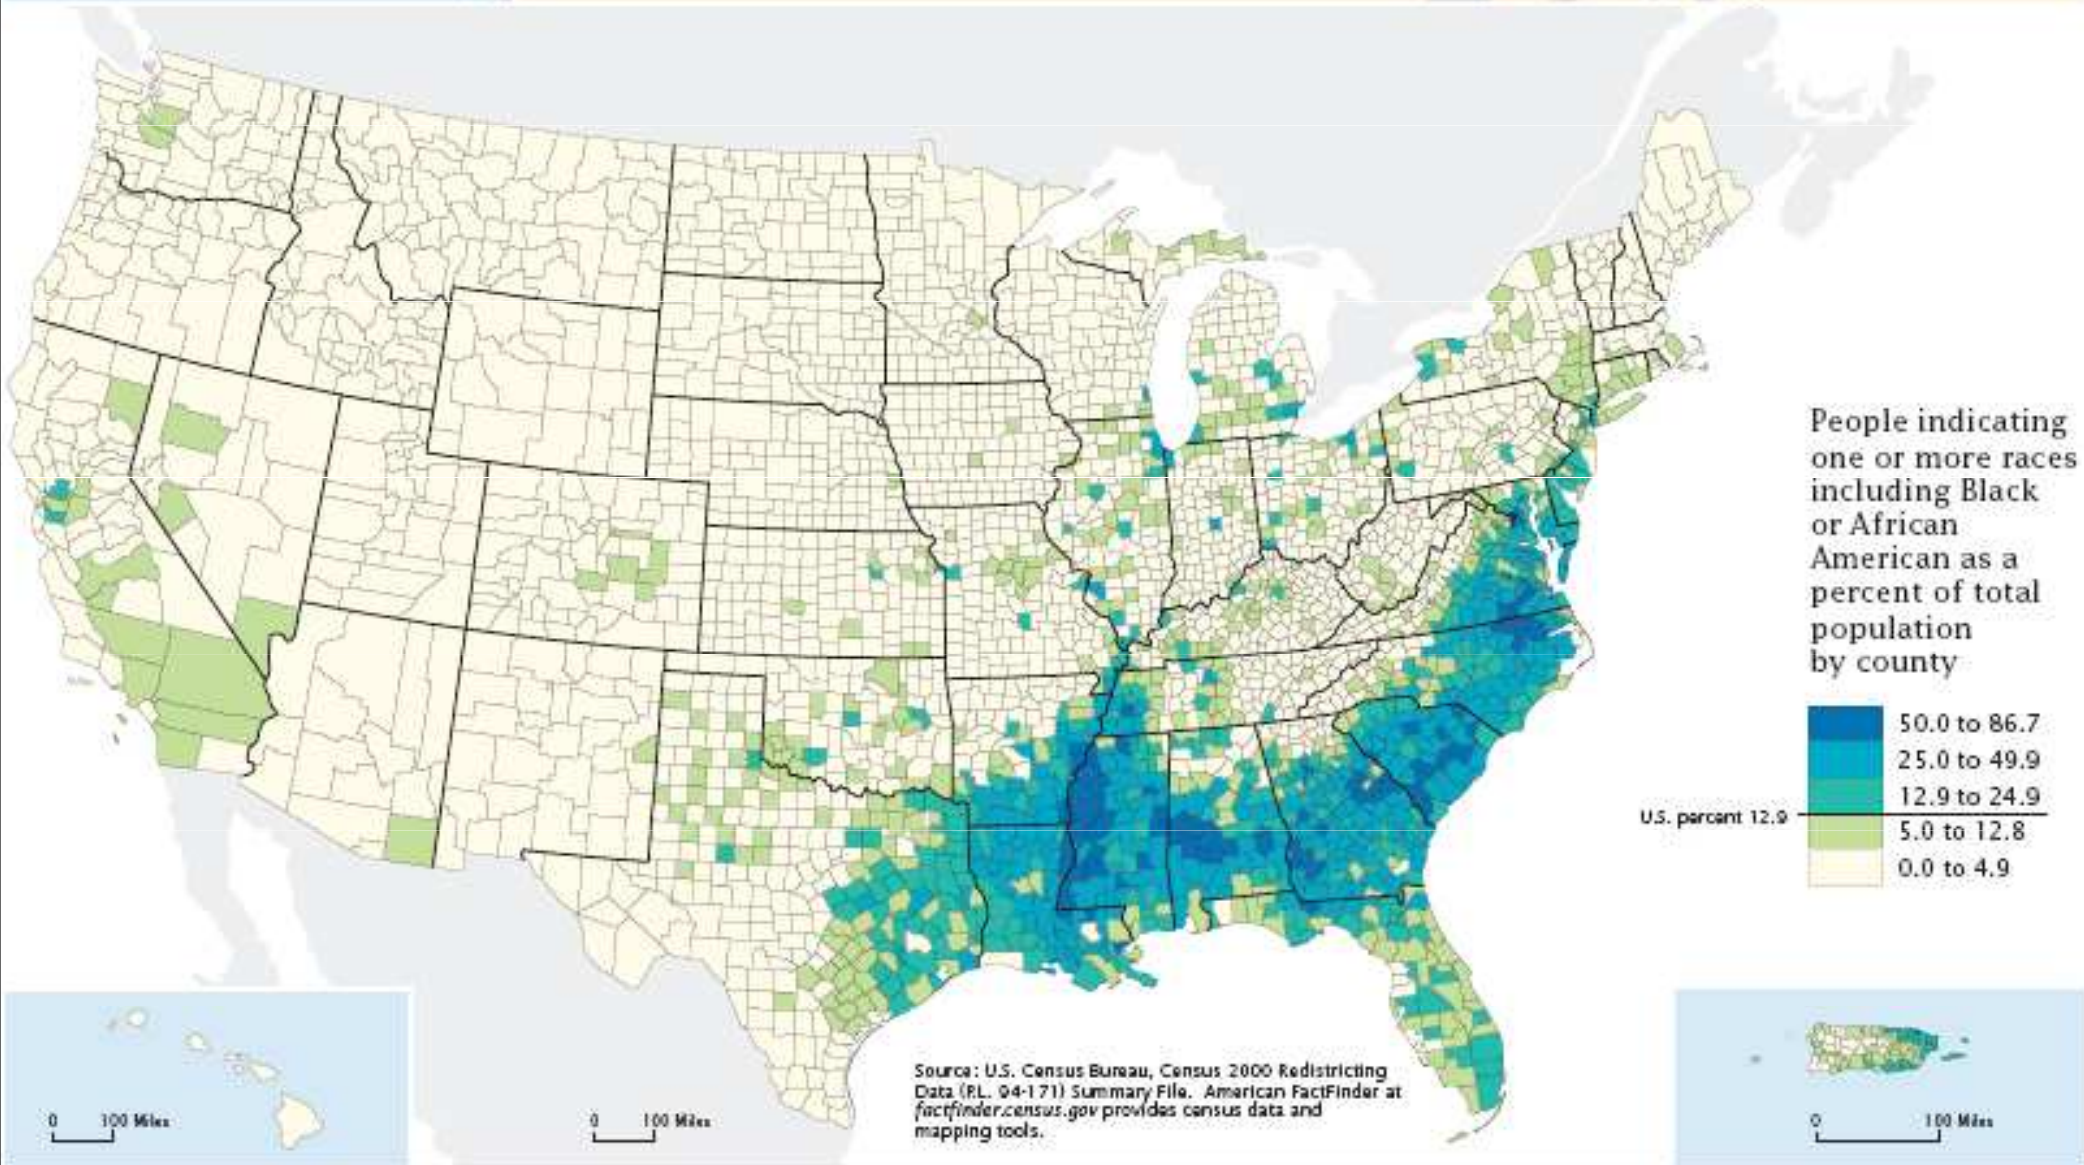 People indicating
one or more races
including Black
or African
American as a
percent of total
population
by county
50.0 to 86.7
25.0 to 49.9
12.9 to 24.9
U.S. percent 12.9
5.0 to 12.8
0.0 to 4.9
Source: U.S. Census Bureau, Census 2000 Redistricting
Data (P.L. 94-171) Summary File. American FactFinder at
factfinder.census.gov provides census data and
mapping tools.
0 100 Miles
0 100 Miles
0 100 Miles